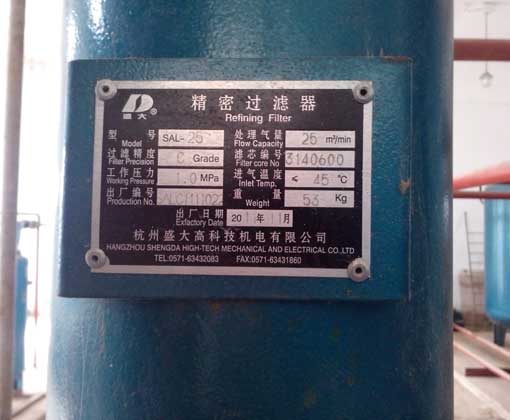 盛大
精密过滤器
Refining Filter
型号 Model SAL-25
处理气量 Flow Capacity 25 m³/min
过滤精度 Filter Precision C Grade
滤芯编号 Filter core No 3140600
工作压力 Working Pressure 1.0 MPa
进气温度 Inlet Temp. ≤ 45 ℃
出厂编号 Production No.
重量 Weight 53 Kg
出厂日期 Exfactory Date 2011年11月
杭州盛大高科技机电有限公司
HANGZHOU SHENGDA HIGH-TECH MECHANICAL AND ELECTRICAL CO.,LTD
TEL:0571-63432083 FAX:0571-63431860